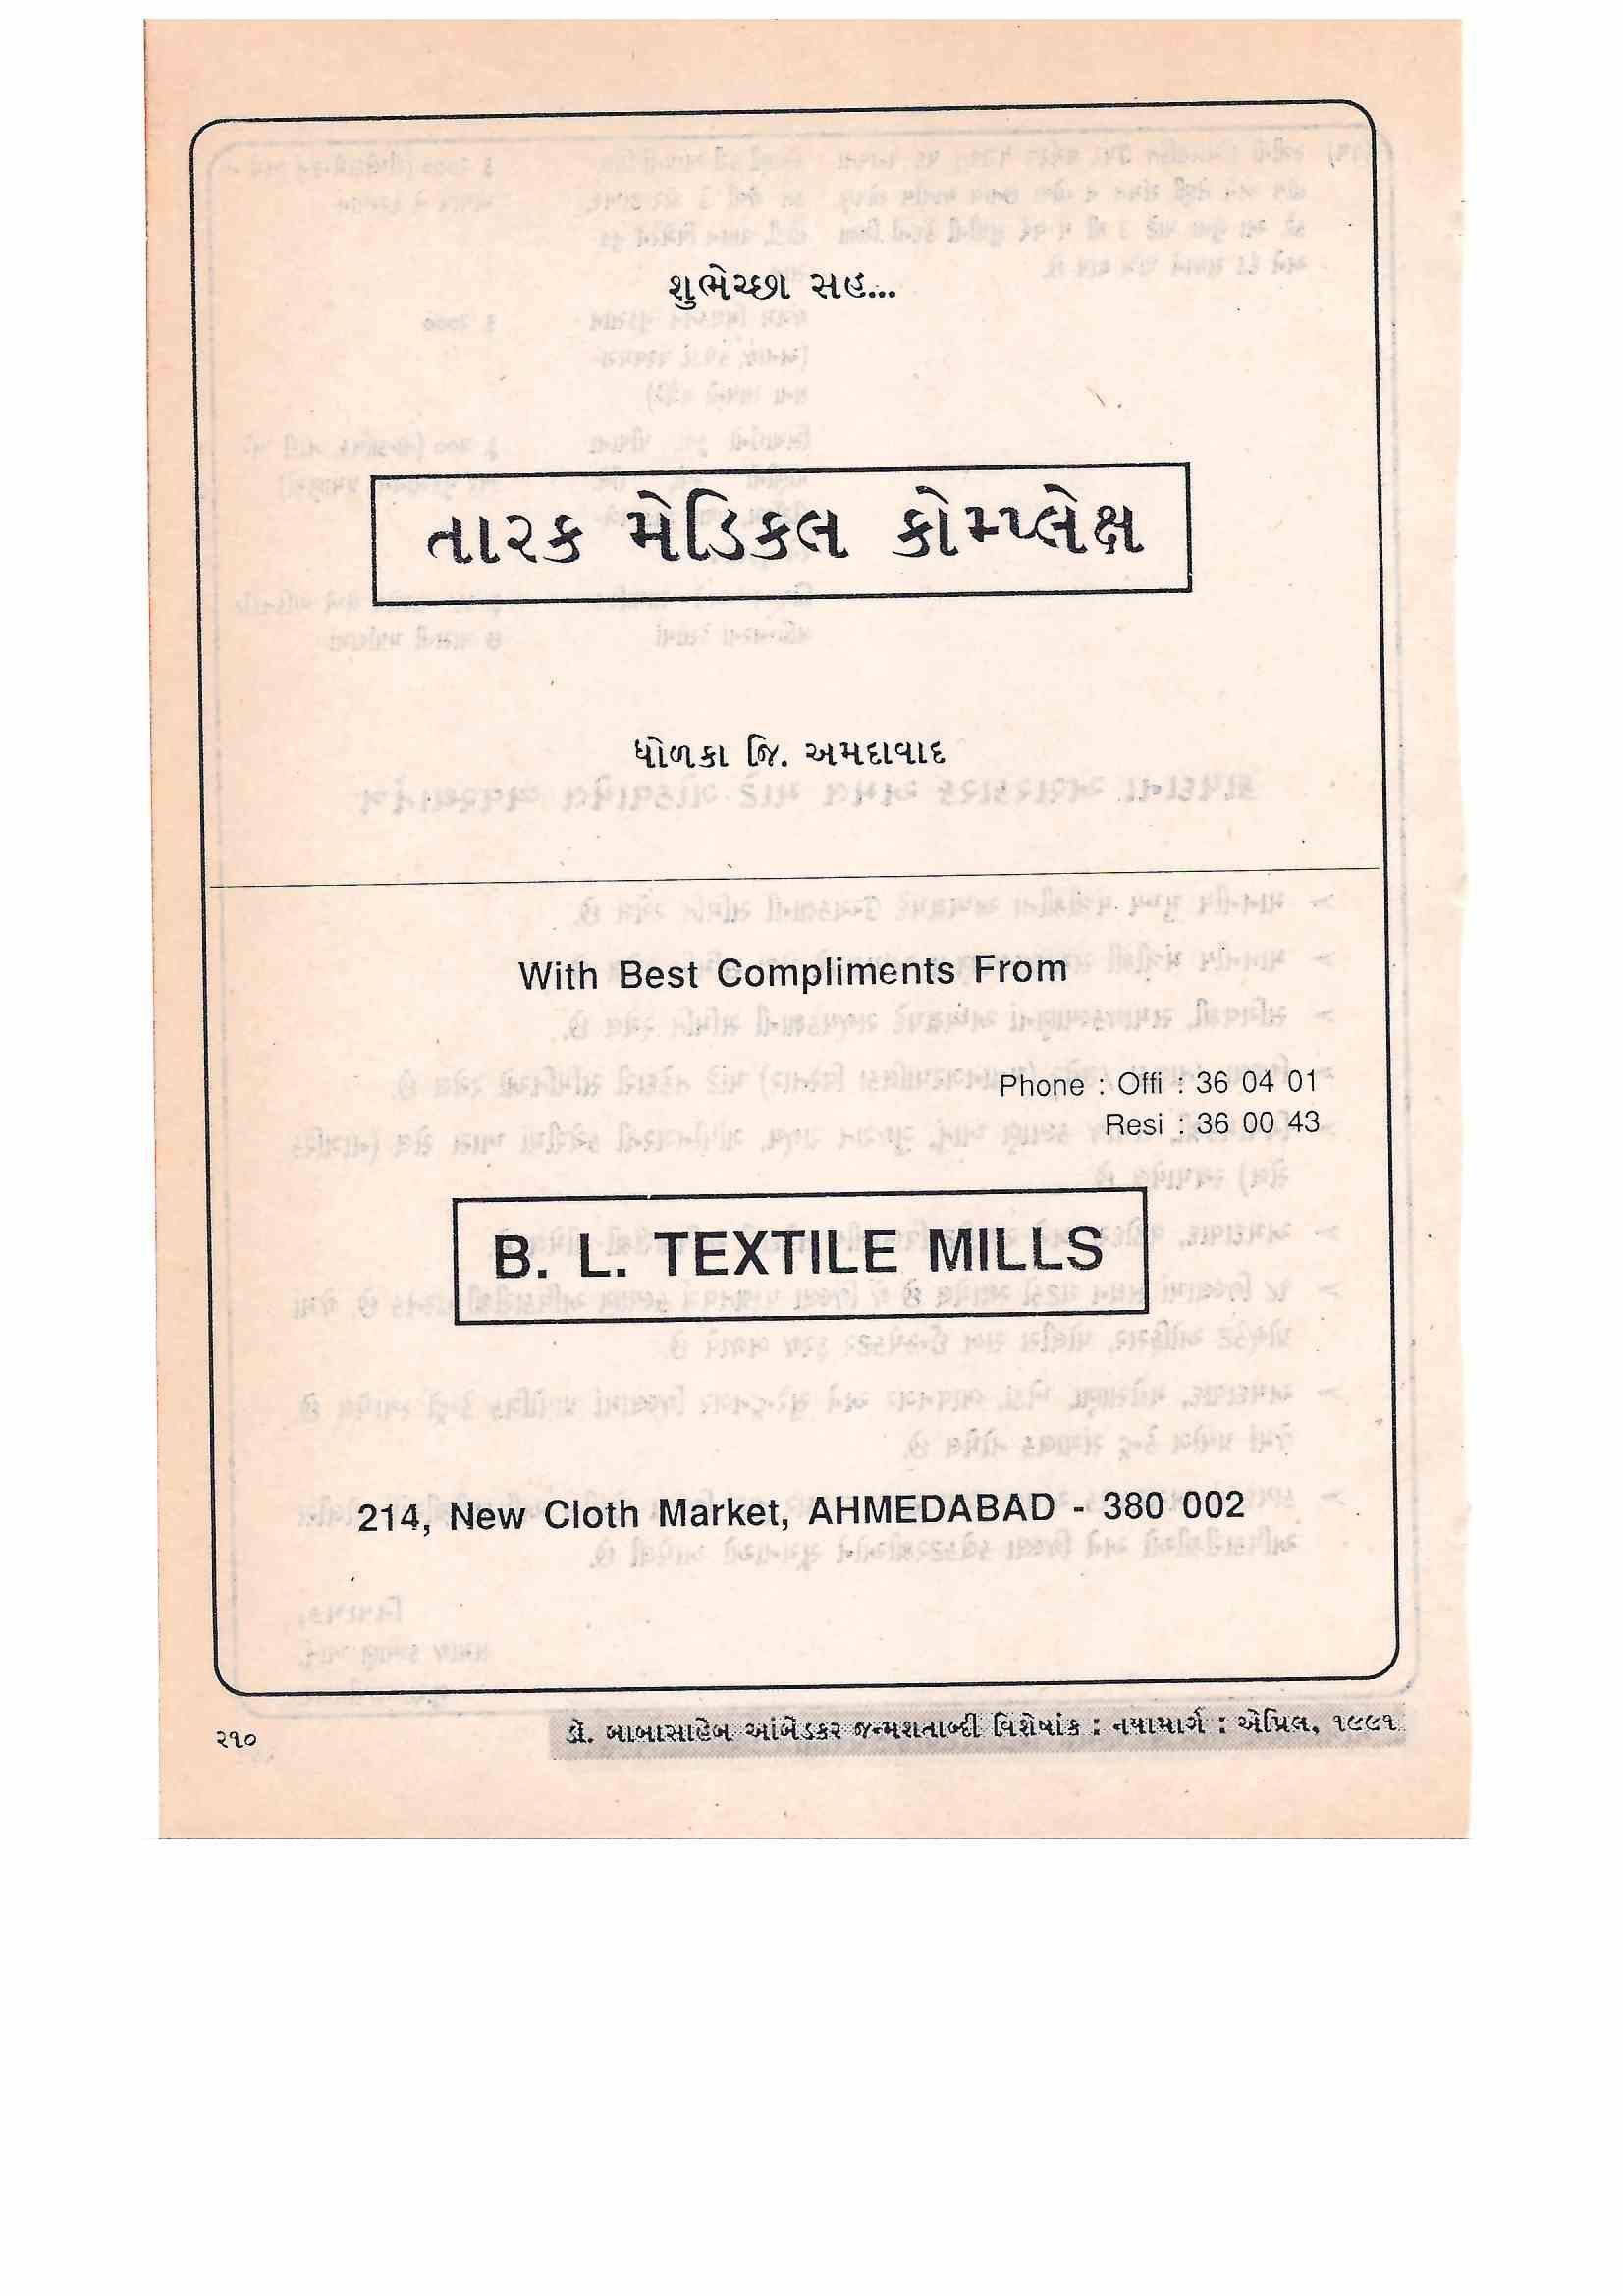 શુભેચ્છા સહ...
તારક મેડિકલ કોમ્પ્લેક્ષ
ધોળકા જિ. અમદાવાદ
With Best Compliments From
Phone : Offi : 36 04 01
Resi : 36 00 43
B. L. TEXTILE MILLS
214, New Cloth Market, AHMEDABAD - 380 002
૨૧૦
ડૉ. બાબાસાહેબ આંબેડકર જન્મશતાબ્દી વિશેષાંક : નયામાર્ગ : એપ્રિલ, ૧૯૯૧